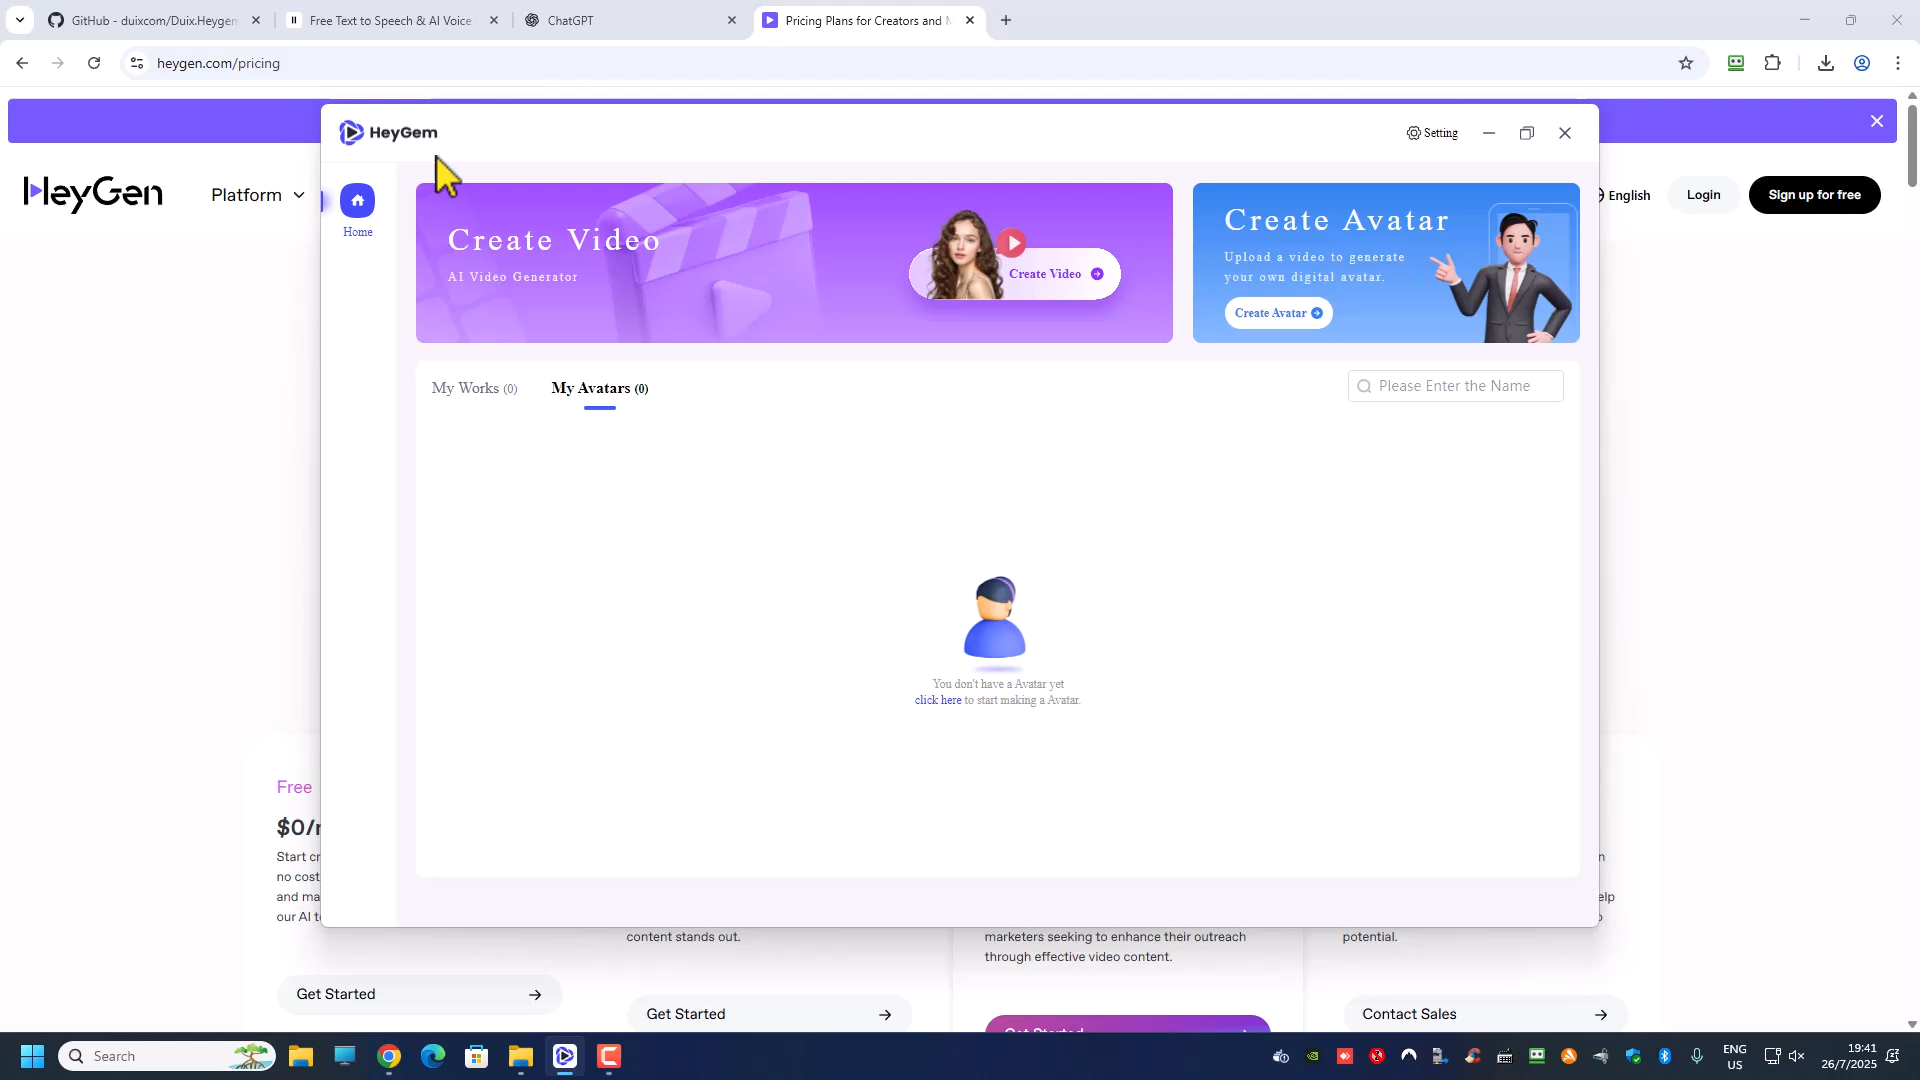 GitHub - duixcom/Duix.Heygem
Free Text to Speech & AI Voice
ChatGPT
Pricing Plans for Creators and M
heygen.com/pricing
HeyGem
Setting
HeyGen
Platform
English
Login
Sign up for free
Home
Create Video
AI Video Generator
Create Video
Create Avatar
Upload a video to generate
your own digital avatar.
Create Avatar
My Works (0)
My Avatars (0)
Please Enter the Name
You don't have a Avatar yet
click here to start making a Avatar.
Free
$0/
Start cr
no cost
and ma
our AI t
content stands out.
marketers seeking to enhance their outreach
through effective video content.
elp
potential.
Get Started
Get Started
Get Started
Contact Sales
Search
ENG
US
19:41
26/7/2025